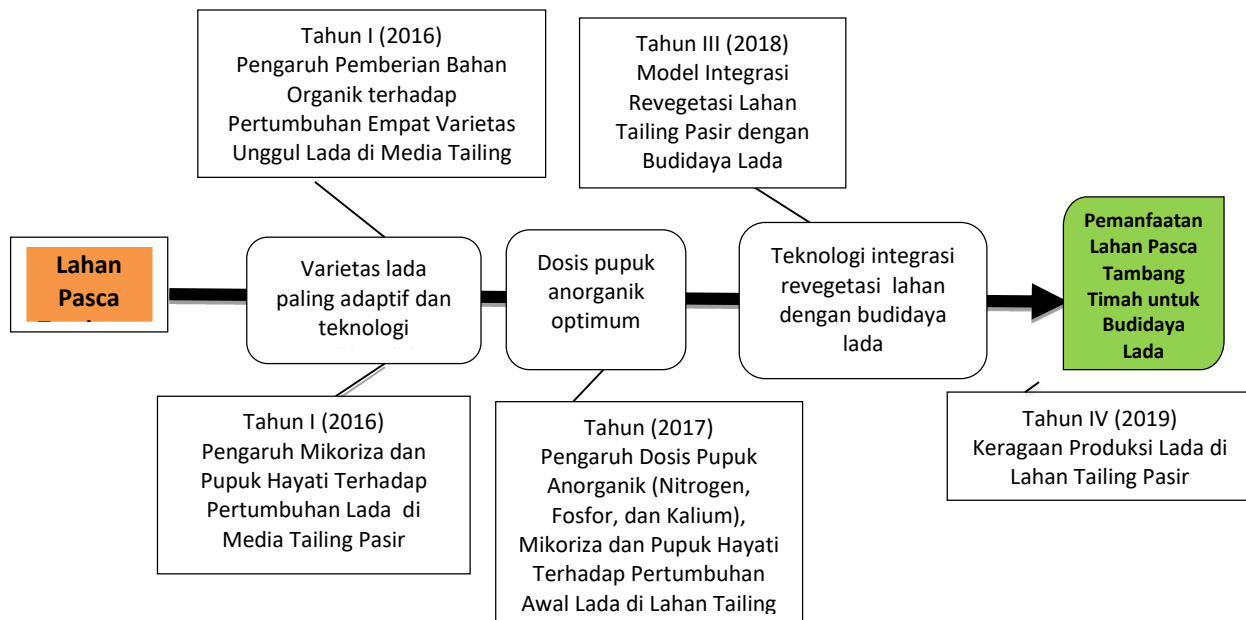 Tahun I (2016)
Pengaruh Pemberian Bahan
Organik terhadap
Pertumbuhan Empat Varietas
Unggul Lada di Media Tailing
Tahun III (2018)
Model Integrasi
Revegetasi Lahan
Tailing Pasir dengan
Budidaya Lada
Lahan
Pasca
Varietas lada
paling adaptif dan
teknologi
Dosis pupuk
anorganik
optimum
Teknologi integrasi
revegetasi lahan
dengan budidaya
lada
Pemanfaatan
Lahan Pasca
Tambang
Timah untuk
Budidaya
Lada
Tahun I (2016)
Pengaruh Mikoriza dan
Pupuk Hayati Terhadap
Pertumbuhan Lada di
Media Tailing Pasir
Tahun (2017)
Pengaruh Dosis Pupuk
Anorganik (Nitrogen,
Fosfor, dan Kalium),
Mikoriza dan Pupuk Hayati
Terhadap Pertumbuhan
Awal Lada di Lahan Tailing
Tahun IV (2019)
Keragaan Produksi Lada di
Lahan Tailing Pasir